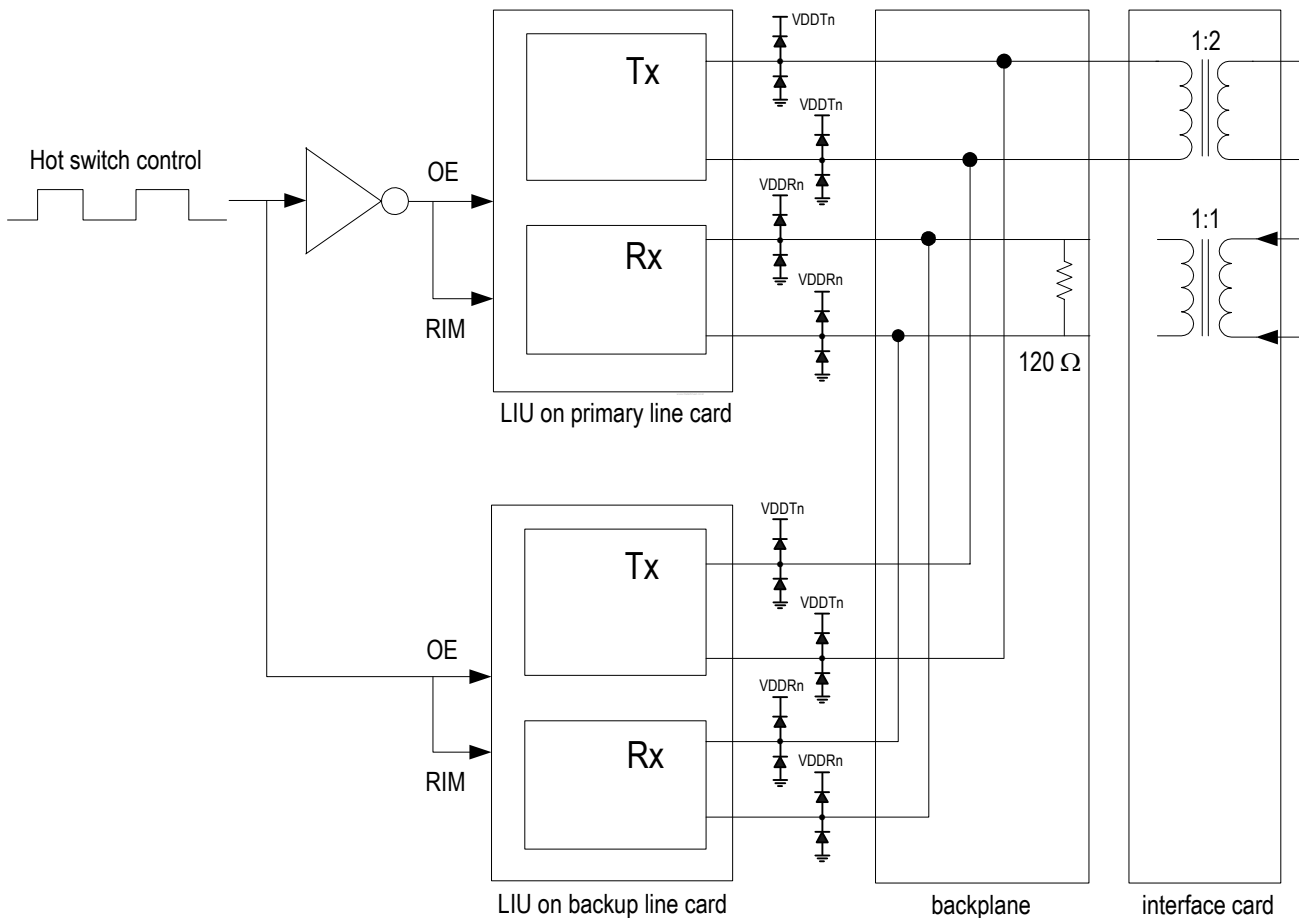 VDDTn
1:2
Tx
VDDTn
Hot switch control
OE
VDDRn
1:1
Rx
VDDRn
RIM
120 Ω
LIU on primary line card
VDDTn
Tx
VDDTn
OE
VDDRn
Rx
VDDRn
RIM
LIU on backup line card
backplane
interface card